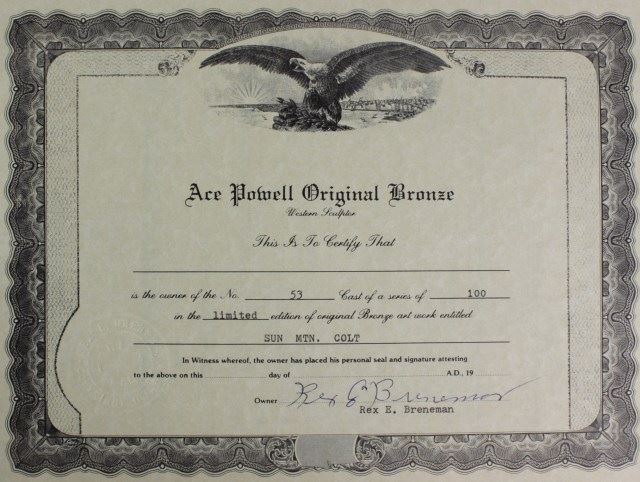 Ace Powell Original Bronze
Western Sculptor
This Is To Certify That
is the owner of the No. 53 Cast of a series of 100
in the limited edition of original Bronze art work entitled
SUN MTN. COLT
In Witness whereof, the owner has placed his personal seal and signature attesting
to the above on this day of A.D., 19
Owner Rex E Breneman
Rex E. Breneman